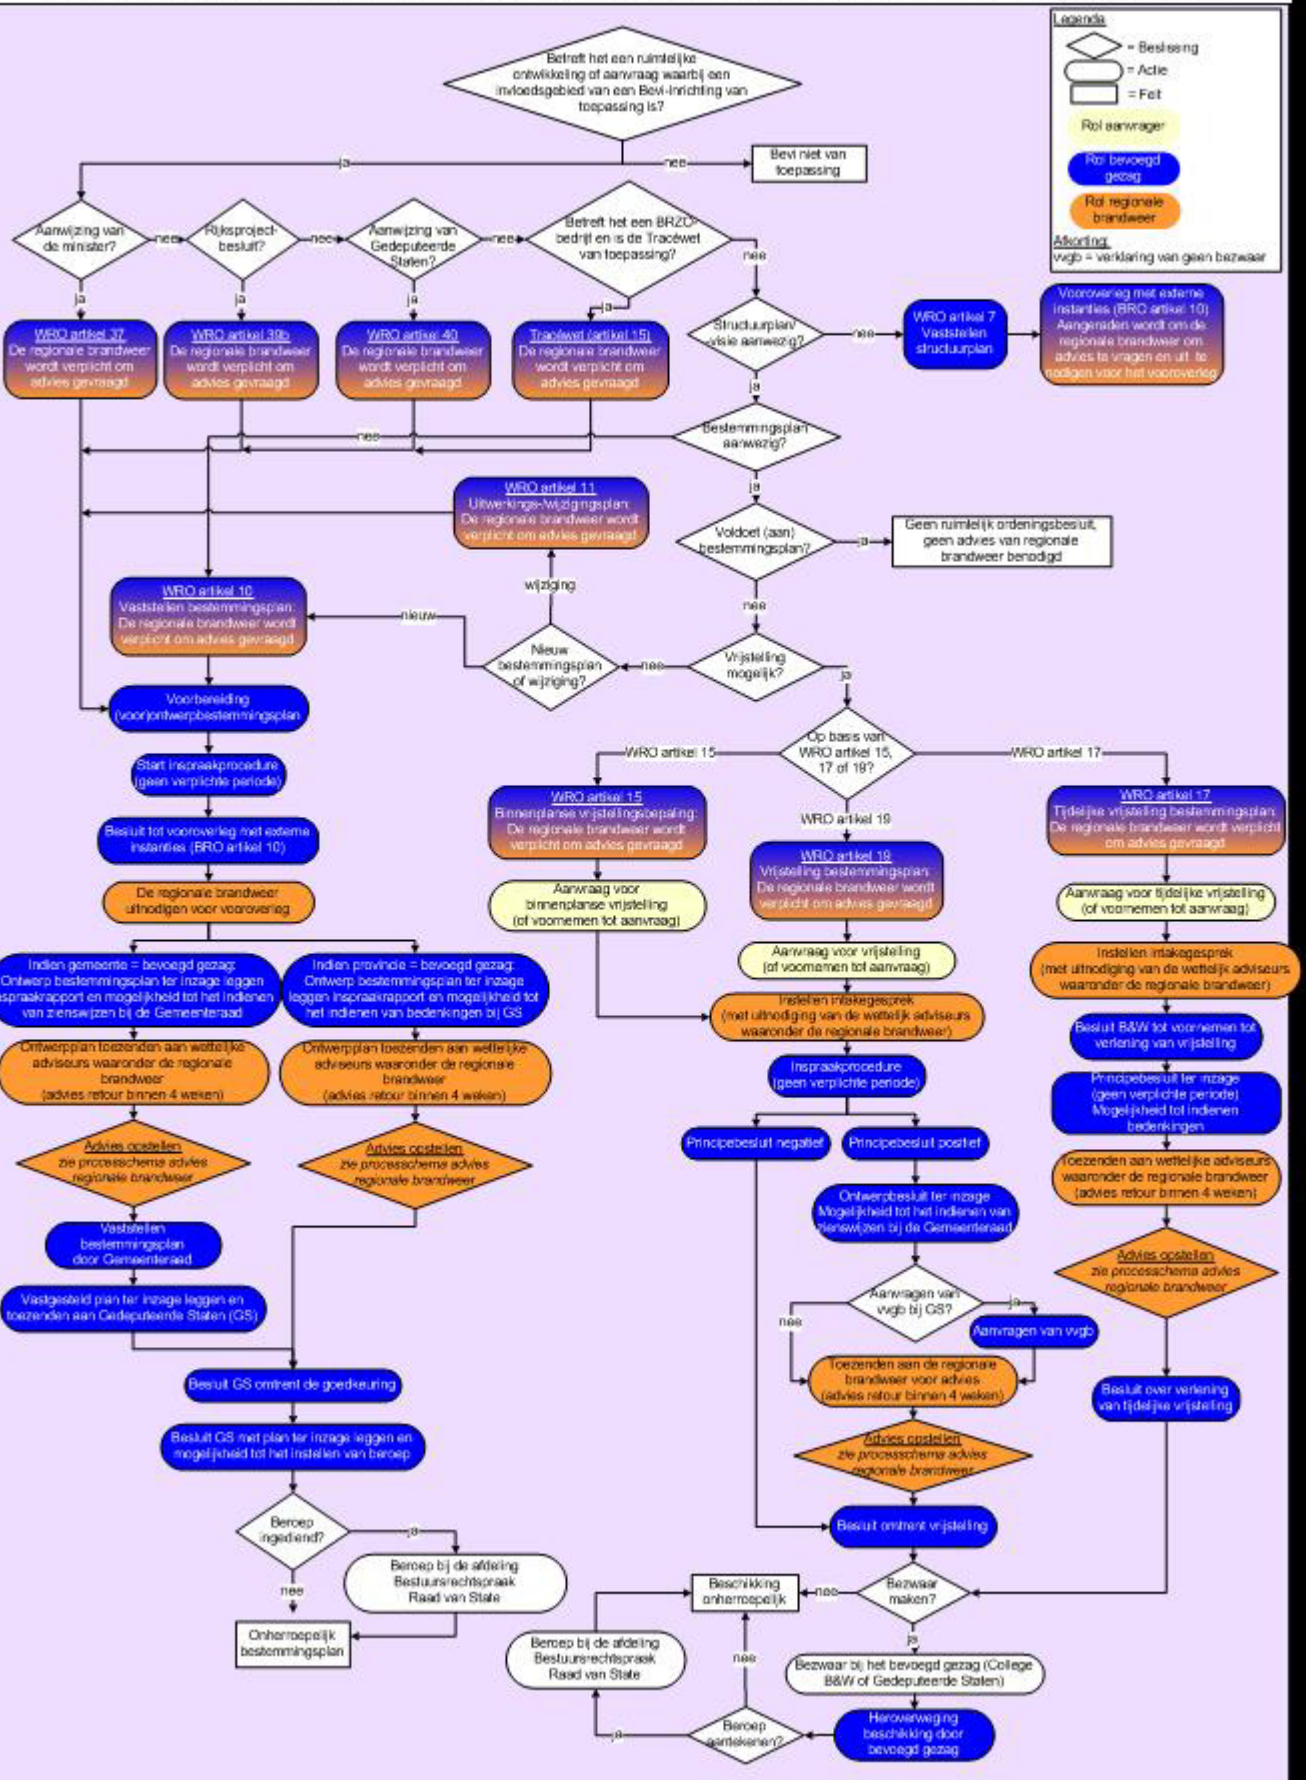 Legenda
= Beslissing
= Actie
= Feit
Rol aanvrager
Rol bevoegd
gezag
Rol regionale
brandweer
Afkorting:
vvgb = verklaring van geen bezwaar
Betreft het een ruimtelijke
ontwikkeling of aanvraag waarbij een
invloedsgebied van een Bevi-inrichting van
toepassing is?
ja
nee
Bevi niet van
toepassing
Aanwijzing van
de minister?
nee
Rijksproject-
besluit?
nee
Aanwijzing van
Gedeputeerde
Staten?
nee
Betreft het een BRZO-
bedrijf en is de Tracéwet
van toepassing?
nee
ja
ja
ja
ja
WRO artikel 37
De regionale brandweer
wordt verplicht om
advies gevraagd
WRO artikel 39b
De regionale brandweer
wordt verplicht om
advies gevraagd
WRO artikel 40
De regionale brandweer
wordt verplicht om
advies gevraagd
Tracéwet (artikel 15)
De regionale brandweer
wordt verplicht om
advies gevraagd
Structuurplan/
-visie aanwezig?
nee
WRO artikel 7
Vaststellen
structuurplan
Vooroverleg met externe
instanties (BRO artikel 10)
Aangeraden wordt om de
regionale brandweer om
advies te vragen en uit te
nodigen voor het vooroverleg
ja
Bestemmingsplan
aanwezig?
nee
ja
WRO artikel 11
Uitwerkings-/wijzigingsplan:
De regionale brandweer wordt
verplicht om advies gevraagd
Voldoet (aan)
bestemmingsplan?
ja
Geen ruimtelijk ordeningsbesluit,
geen advies van regionale
brandweer benodigd
wijziging
nee
WRO artikel 10
Vaststellen bestemmingsplan:
De regionale brandweer wordt
verplicht om advies gevraagd
nieuw
Nieuw
bestemmingsplan
of wijziging?
nee
Vrijstelling
mogelijk?
ja
Voorbereiding
(voor)ontwerpbestemmingsplan
Start inspraakprocedure
(geen verplichte periode)
Besluit tot vooroverleg met externe
instanties (BRO artikel 10)
De regionale brandweer
uitnodigen voor vooroverleg
Indien gemeente = bevoegd gezag:
Ontwerp bestemmingsplan ter inzage leggen
spraakrapport en mogelijkheid tot het indienen
van zienswijzen bij de Gemeenteraad
Indien provincie = bevoegd gezag:
Ontwerp bestemmingsplan ter inzage
leggen inspraakrapport en mogelijkheid tot
het indienen van bedenkingen bij GS
Ontwerpplan toezenden aan wettelijke
adviseurs waaronder de regionale
brandweer
(advies retour binnen 4 weken)
Ontwerpplan toezenden aan wettelijke
adviseurs waaronder de regionale
brandweer
(advies retour binnen 4 weken)
Advies opstellen
zie processchema advies
regionale brandweer
Advies opstellen
zie processchema advies
regionale brandweer
Vaststellen
bestemmingsplan
door Gemeenteraad
Vastgesteld plan ter inzage leggen en
toezenden aan Gedeputeerde Staten (GS)
Besluit GS omtrent de goedkeuring
Besluit GS met plan ter inzage leggen en
mogelijkheid tot het instellen van beroep
Beroep
ingediend?
ja
Beroep bij de afdeling
Bestuursrechtspraak
Raad van State
nee
Onherroepelijk
bestemmingsplan
Op basis van
WRO artikel 15,
17 of 19?
WRO artikel 15
WRO artikel 17
WRO artikel 19
WRO artikel 15
Binnenplanse vrijstellingsbepaling:
De regionale brandweer wordt
verplicht om advies gevraagd
Aanvraag voor
binnenplanse vrijstelling
(of voornemen tot aanvraag)
WRO artikel 19
Vrijstelling bestemmingsplan:
De regionale brandweer wordt
verplicht om advies gevraagd
Aanvraag voor vrijstelling
(of voornemen tot aanvraag)
Instellen intakegesprek
(met uitnodiging van de wettelijk adviseurs
waaronder de regionale brandweer)
Inspraakprocedure
(geen verplichte periode)
Principebesluit negatief
Principebesluit positief
Ontwerpbesluit ter inzage
Mogelijkheid tot het indienen van
zienswijzen bij de Gemeenteraad
Aanvragen van
vvgb bij GS?
ja
Aanvragen van vvgb
nee
Toezenden aan de regionale
brandweer voor advies
(advies retour binnen 4 weken)
Advies opstellen
zie processchema advies
regionale brandweer
Besluit omtrent vrijstelling
WRO artikel 17
Tijdelijke vrijstelling bestemmingsplan:
De regionale brandweer wordt verplicht
om advies gevraagd
Aanvraag voor tijdelijke vrijstelling
(of voornemen tot aanvraag)
Instellen intakegesprek
(met uitnodiging van de wettelijk adviseurs
waaronder de regionale brandweer)
Besluit B&W tot voornemen tot
verlening van vrijstelling
Principebesluit ter inzage
(geen verplichte periode)
Mogelijkheid tot indienen
bedenkingen
Toezenden aan wettelijke adviseurs
waaronder de regionale brandweer
(advies retour binnen 4 weken)
Advies opstellen
zie processchema advies
regionale brandweer
Besluit over verlening
van tijdelijke vrijstelling
Bezwaar
maken?
nee
Beschikking
onherroepelijk
ja
Bezwaar bij het bevoegd gezag (College
B&W of Gedeputeerde Staten)
Heroverweging
beschikking door
bevoegd gezag
Beroep
aantekenen?
nee
ja
Beroep bij de afdeling
Bestuursrechtspraak
Raad van State